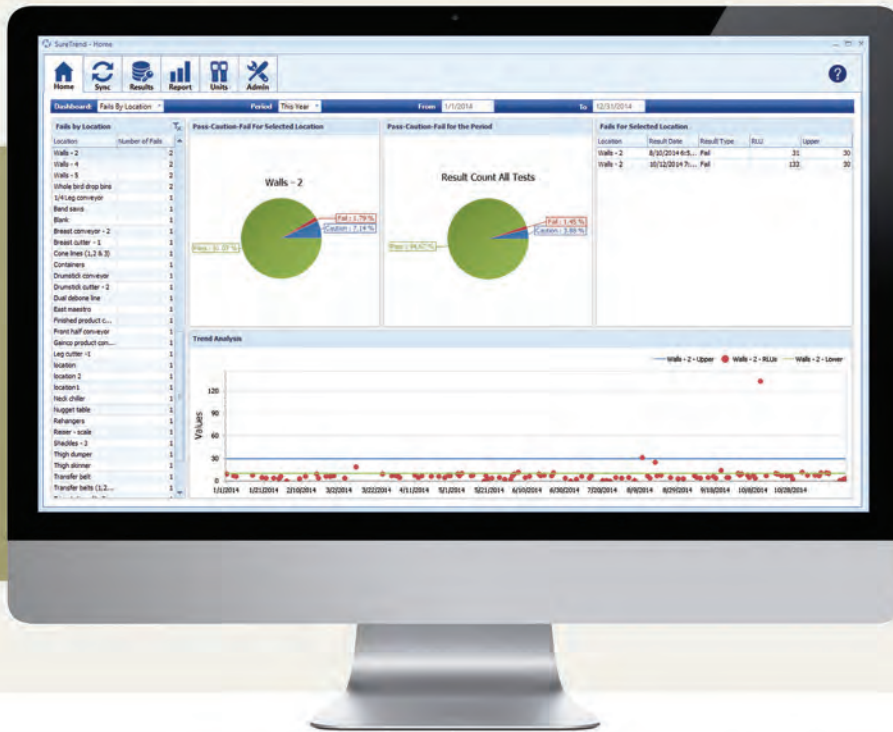 SureTrend - Home
Home Sync Results Report Units Admin
Dashboard: Fails By Location Period This Year From 1/1/2014 To 12/31/2014
Fails by Location
Location Number of Fails
Walls - 2 2
Walls - 4 2
Walls - 5 2
Whole bird drop bins 2
1/4 Leg conveyor 1
Band saws 1
Blank 1
Breast conveyor - 2 1
Breast cutter - 1 1
Cone lines (1,2 & 3) 1
Containers 1
Drumstick conveyor 1
Drumstick cutter - 2 1
Dual debone line 1
East maestro 1
Finished product c... 1
Front half conveyor 1
Gainco product con... 1
Leg cutter -1 1
location 1
location 2 1
location1 1
Neck chiller 1
Nugget table 1
Rehangers 1
- scale 1
Shackles - 3 1
Thigh dumper 1
Thigh skinner 1
Transfer belt 1
Transfer belts (1,2... 1
Pass-Caution-Fail For Selected Location
Walls - 2
Fail : 1.79 %
Caution : 7.14 %
Pass : 91.07 %
Pass-Caution-Fail for the Period
Result Count All Tests
Fail : 1.45 %
Caution : 3.88 %
Pass : 94.67 %
Fails For Selected Location
Location Result Date Result Type RLU Upper
Walls - 2 8/10/2014 6:5... Fail 31 30
Walls - 2 10/12/2014 7:... Fail 133 30
Trend Analysis
Walls - 2 - Upper Walls - 2 - RLUs Walls - 2 - Lower
Values
120
90
60
30
0
1/1/2014 1/21/2014 2/10/2014 3/2/2014 3/22/2014 4/11/2014 5/1/2014 5/21/2014 6/10/2014 6/30/2014 7/20/2014 8/9/2014 8/29/2014 9/18/2014 10/8/2014 10/28/2014